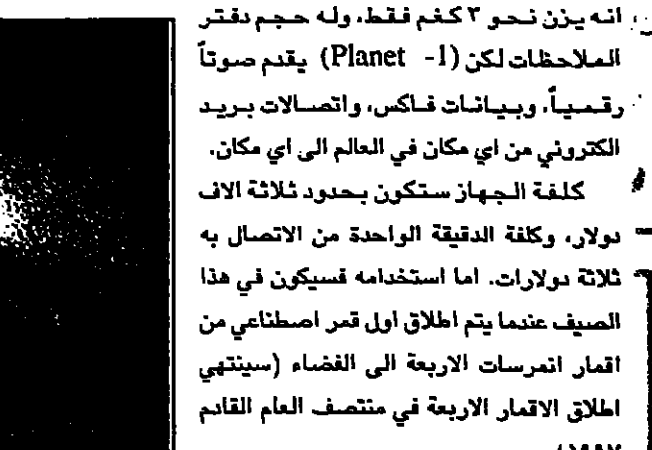 انه يزن نحو ٣ كغم فقط، وله حجم دفتر
الملاحظات لكن (Planet -1) يقدم صوتاً
رقمياً، وبيانات فاكس، واتصالات بريد
الكتروني من اي مكان في العالم الى اي مكان.
كلفة الجهاز ستكون بحدود ثلاثة الاف
دولار، وكلفة الدقيقة الواحدة من الاتصال به
ثلاثة دولارات. اما استخدامه فسيكون في هذا
الصيف عندما يتم اطلاق اول قمر اصطناعي من
اقمار انمرسات الاربعة الى الفضاء (سينتهي
اطلاق الاقمار الاربعة في منتصف العام القادم